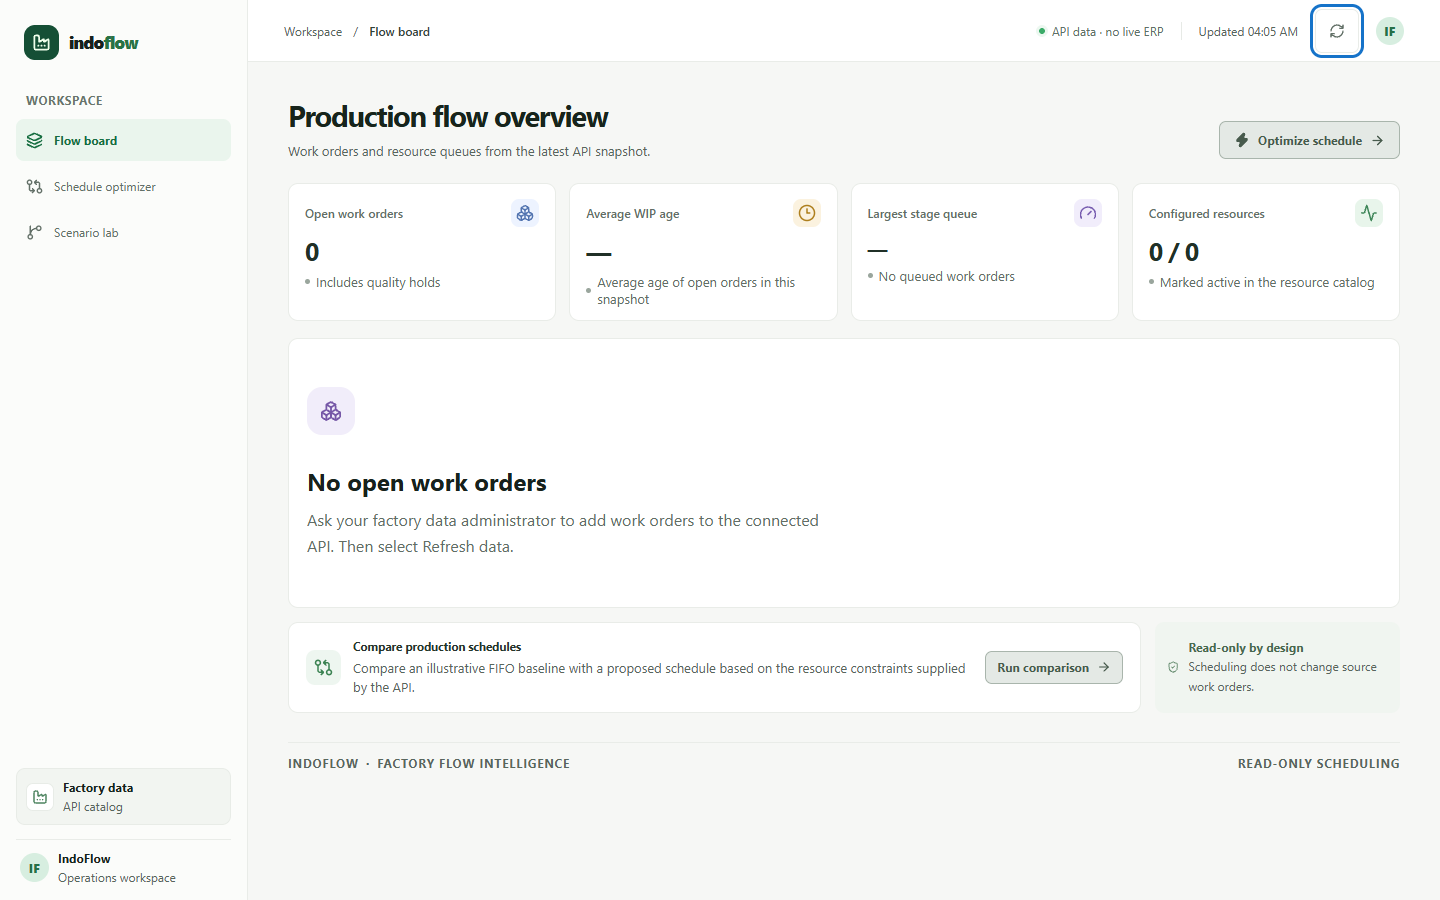 indoflow
WORKSPACE
Flow board
Schedule optimizer
Scenario lab
Factory data
API catalog
IF
IndoFlow
Operations workspace
Workspace / Flow board
API data · no live ERP
Updated 04:05 AM
IF
Production flow overview
Work orders and resource queues from the latest API snapshot.
Optimize schedule
Open work orders
0
Includes quality holds
Average WIP age
—
Average age of open orders in this
snapshot
Largest stage queue
—
No queued work orders
Configured resources
0 / 0
Marked active in the resource catalog
No open work orders
Ask your factory data administrator to add work orders to the connected
API. Then select Refresh data.
Compare production schedules
Compare an illustrative FIFO baseline with a proposed schedule based on the resource constraints supplied
by the API.
Run comparison
Read-only by design
Scheduling does not change source
work orders.
INDOFLOW · FACTORY FLOW INTELLIGENCE
READ-ONLY SCHEDULING